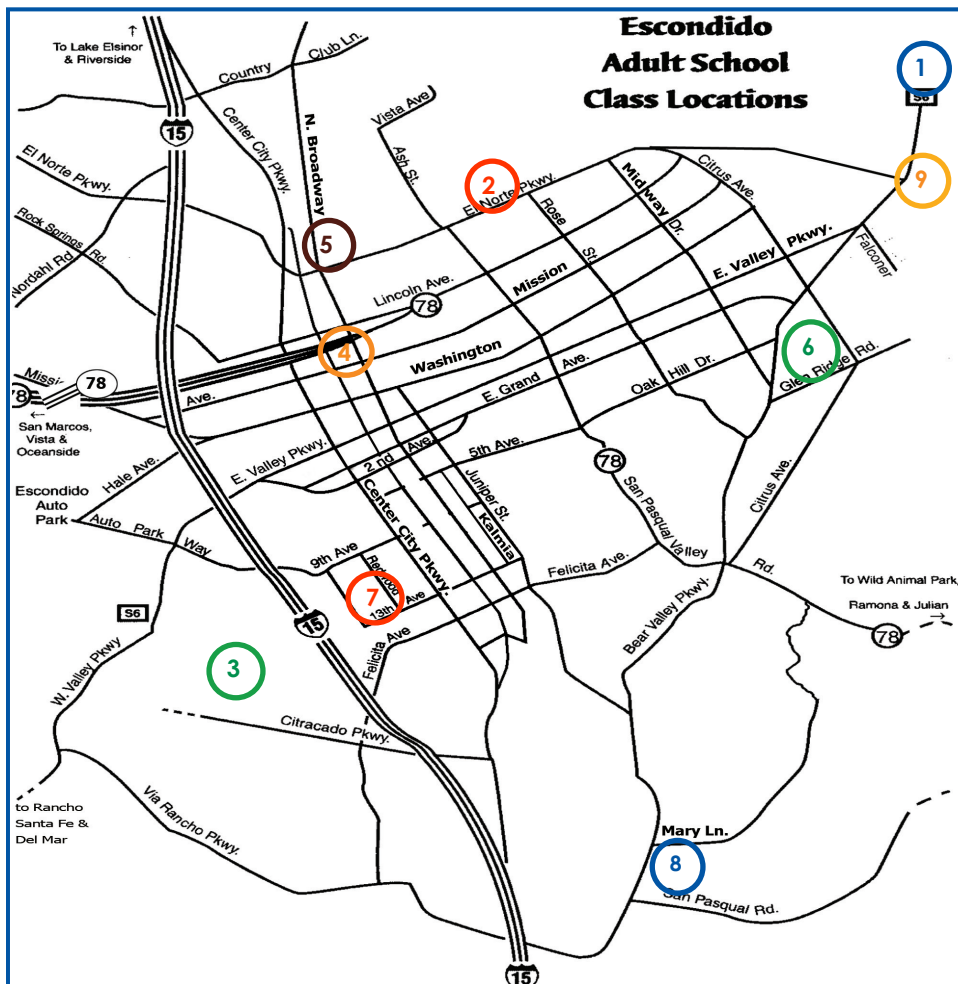 Escondido
Adult School
Class Locations
↑
To Lake Elsinor
& Riverside
Country
Club Ln.
Vista Ave
1
S6
15
Center City Pkwy.
N. Broadway
Ash St.
El Norte Pkwy.
2
E. Norte Pkwy.
Citrus Ave.
Midway Dr.
9
Rose St.
Rock Springs Rd.
Nordahl Rd
5
Lincoln Ave.
78
Mission
E. Valley Pkwy.
Falconer
4
Washington
6
Glen Ridge Rd.
Missi
Ave.
78
78
←
San Marcos,
Vista &
Oceanside
E. Grand Ave.
Oak Hill Dr.
E. Valley Pkwy.
2nd Ave.
5th Ave.
78
Hale Ave.
Escondido
Auto
Park
Auto Park Way
Juniper St.
Kalmia
Center City Pkwy.
San Pasqual Valley Rd.
Citrus Ave.
9th Ave
Redwood
7
13th Ave
Felicita Ave.
Felicita Ave
Bear Valley Pkwy.
To Wild Animal Park,
Ramona & Julian
→
78
S6
15
3
W. Valley Pkwy
Citracado Pkwy.
Via Rancho Pkwy.
to Rancho
Santa Fe &
Del Mar
Mary Ln.
8
San Pasqual Rd.
15